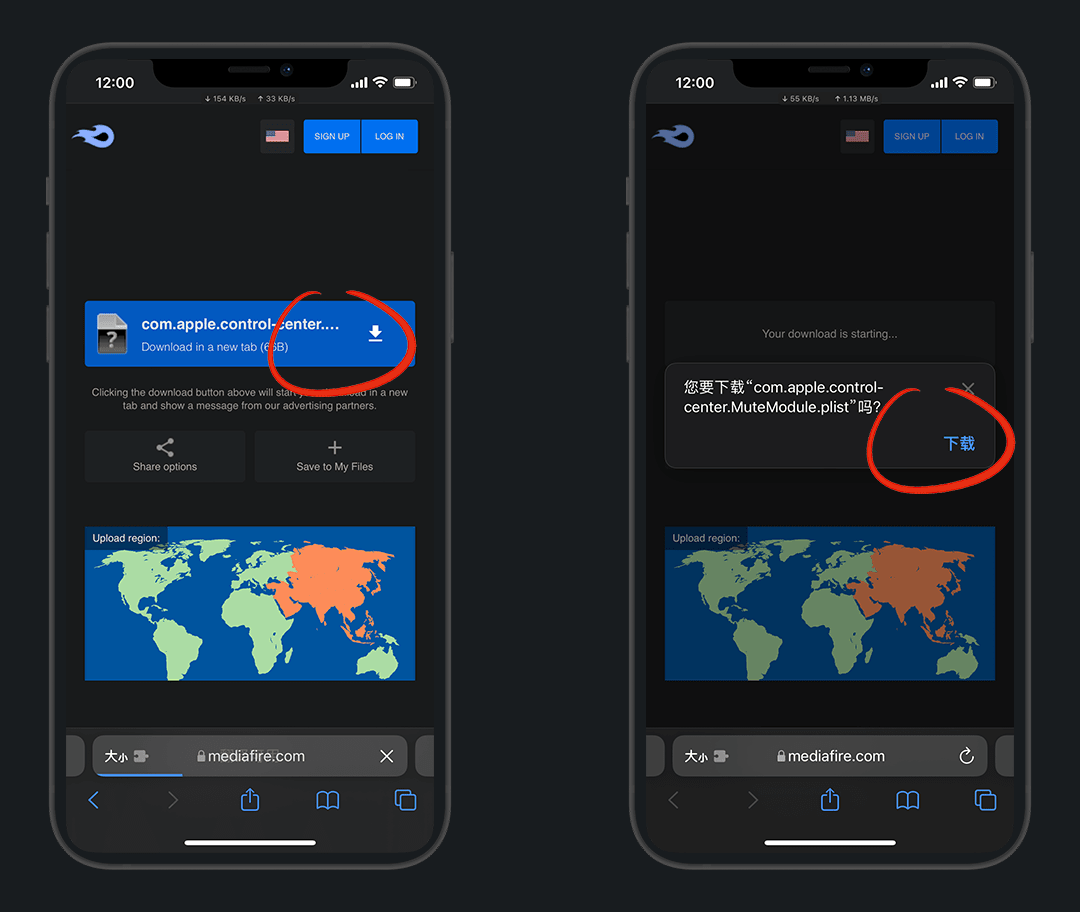 12:00
↓ 154 KB/s ↑ 33 KB/s
SIGN UP
LOG IN
?
com.apple.control-center....
Download in a new tab (66B)
Clicking the download button above will start your download in a new
tab and show a message from our advertising partners.
Share options
Save to My Files
Upload region:
大小
mediafire.com
12:00
↓ 55 KB/s ↑ 1.13 MB/s
SIGN UP
LOG IN
Your download is starting...
您要下载“com.apple.control-
center.MuteModule.plist”吗?
下载
Upload region:
大小
mediafire.com